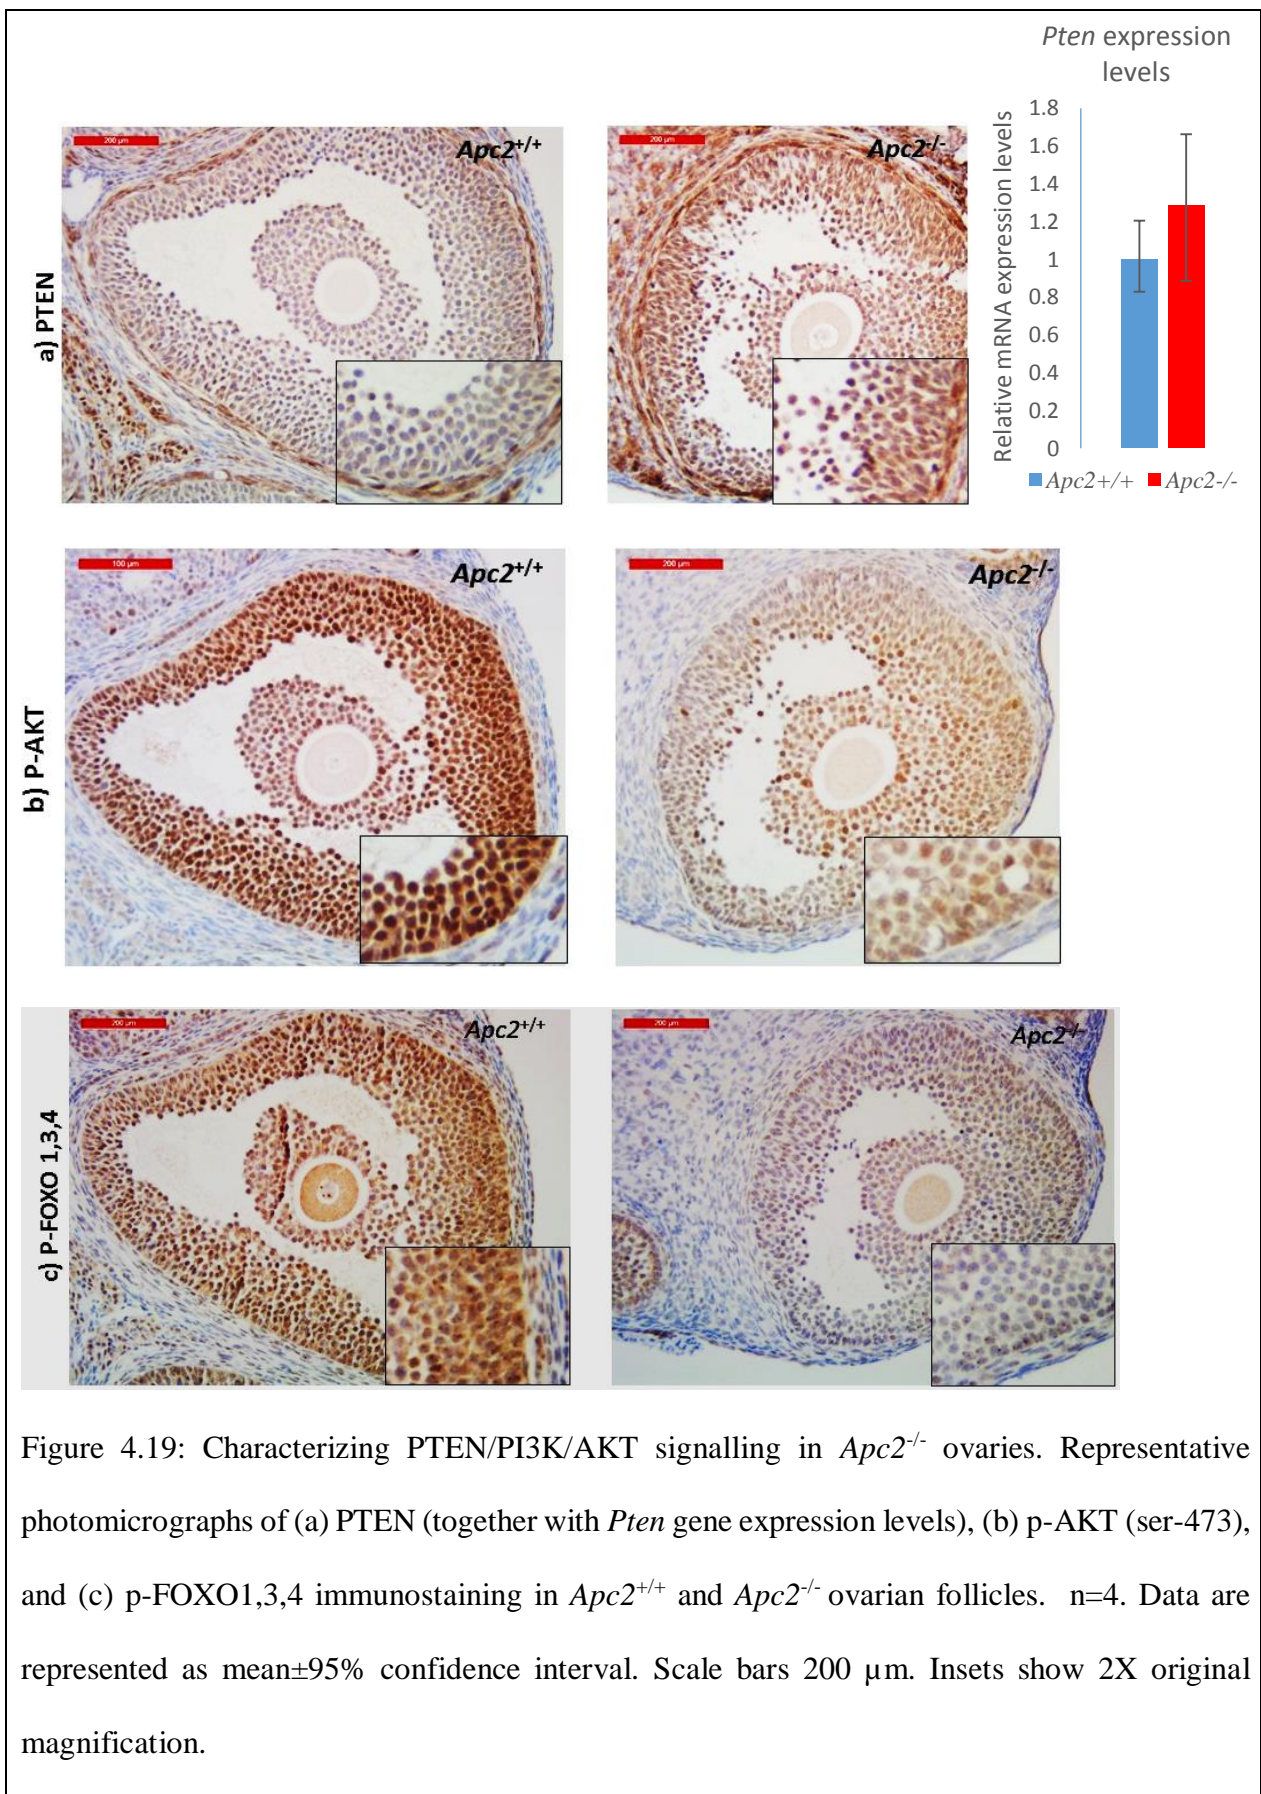 Pten expression
levels
1.8
1.6
1.4
1.2
1
0.8
0.6
0.4
0.2
0
Relative mRNA expression levels
Apc2+/+ Apc2-/-
a) PTEN
200 µm
Apc2+/+
200 µm
Apc2-/-
b) P-AKT
100 µm
Apc2+/+
200 µm
Apc2-/-
c) P-FOXO 1,3,4
200 µm
Apc2+/+
200 µm
Apc2-/-
Figure 4.19: Characterizing PTEN/PI3K/AKT signalling in Apc2-/- ovaries. Representative
photomicrographs of (a) PTEN (together with Pten gene expression levels), (b) p-AKT (ser-473),
and (c) p-FOXO1,3,4 immunostaining in Apc2+/+ and Apc2-/- ovarian follicles. n=4. Data are
represented as mean±95% confidence interval. Scale bars 200 µm. Insets show 2X original
magnification.